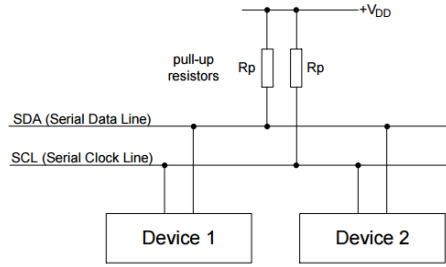 +VDD
pull-up
resistors
Rp
Rp
SDA (Serial Data Line)
SCL (Serial Clock Line)
Device 1
Device 2